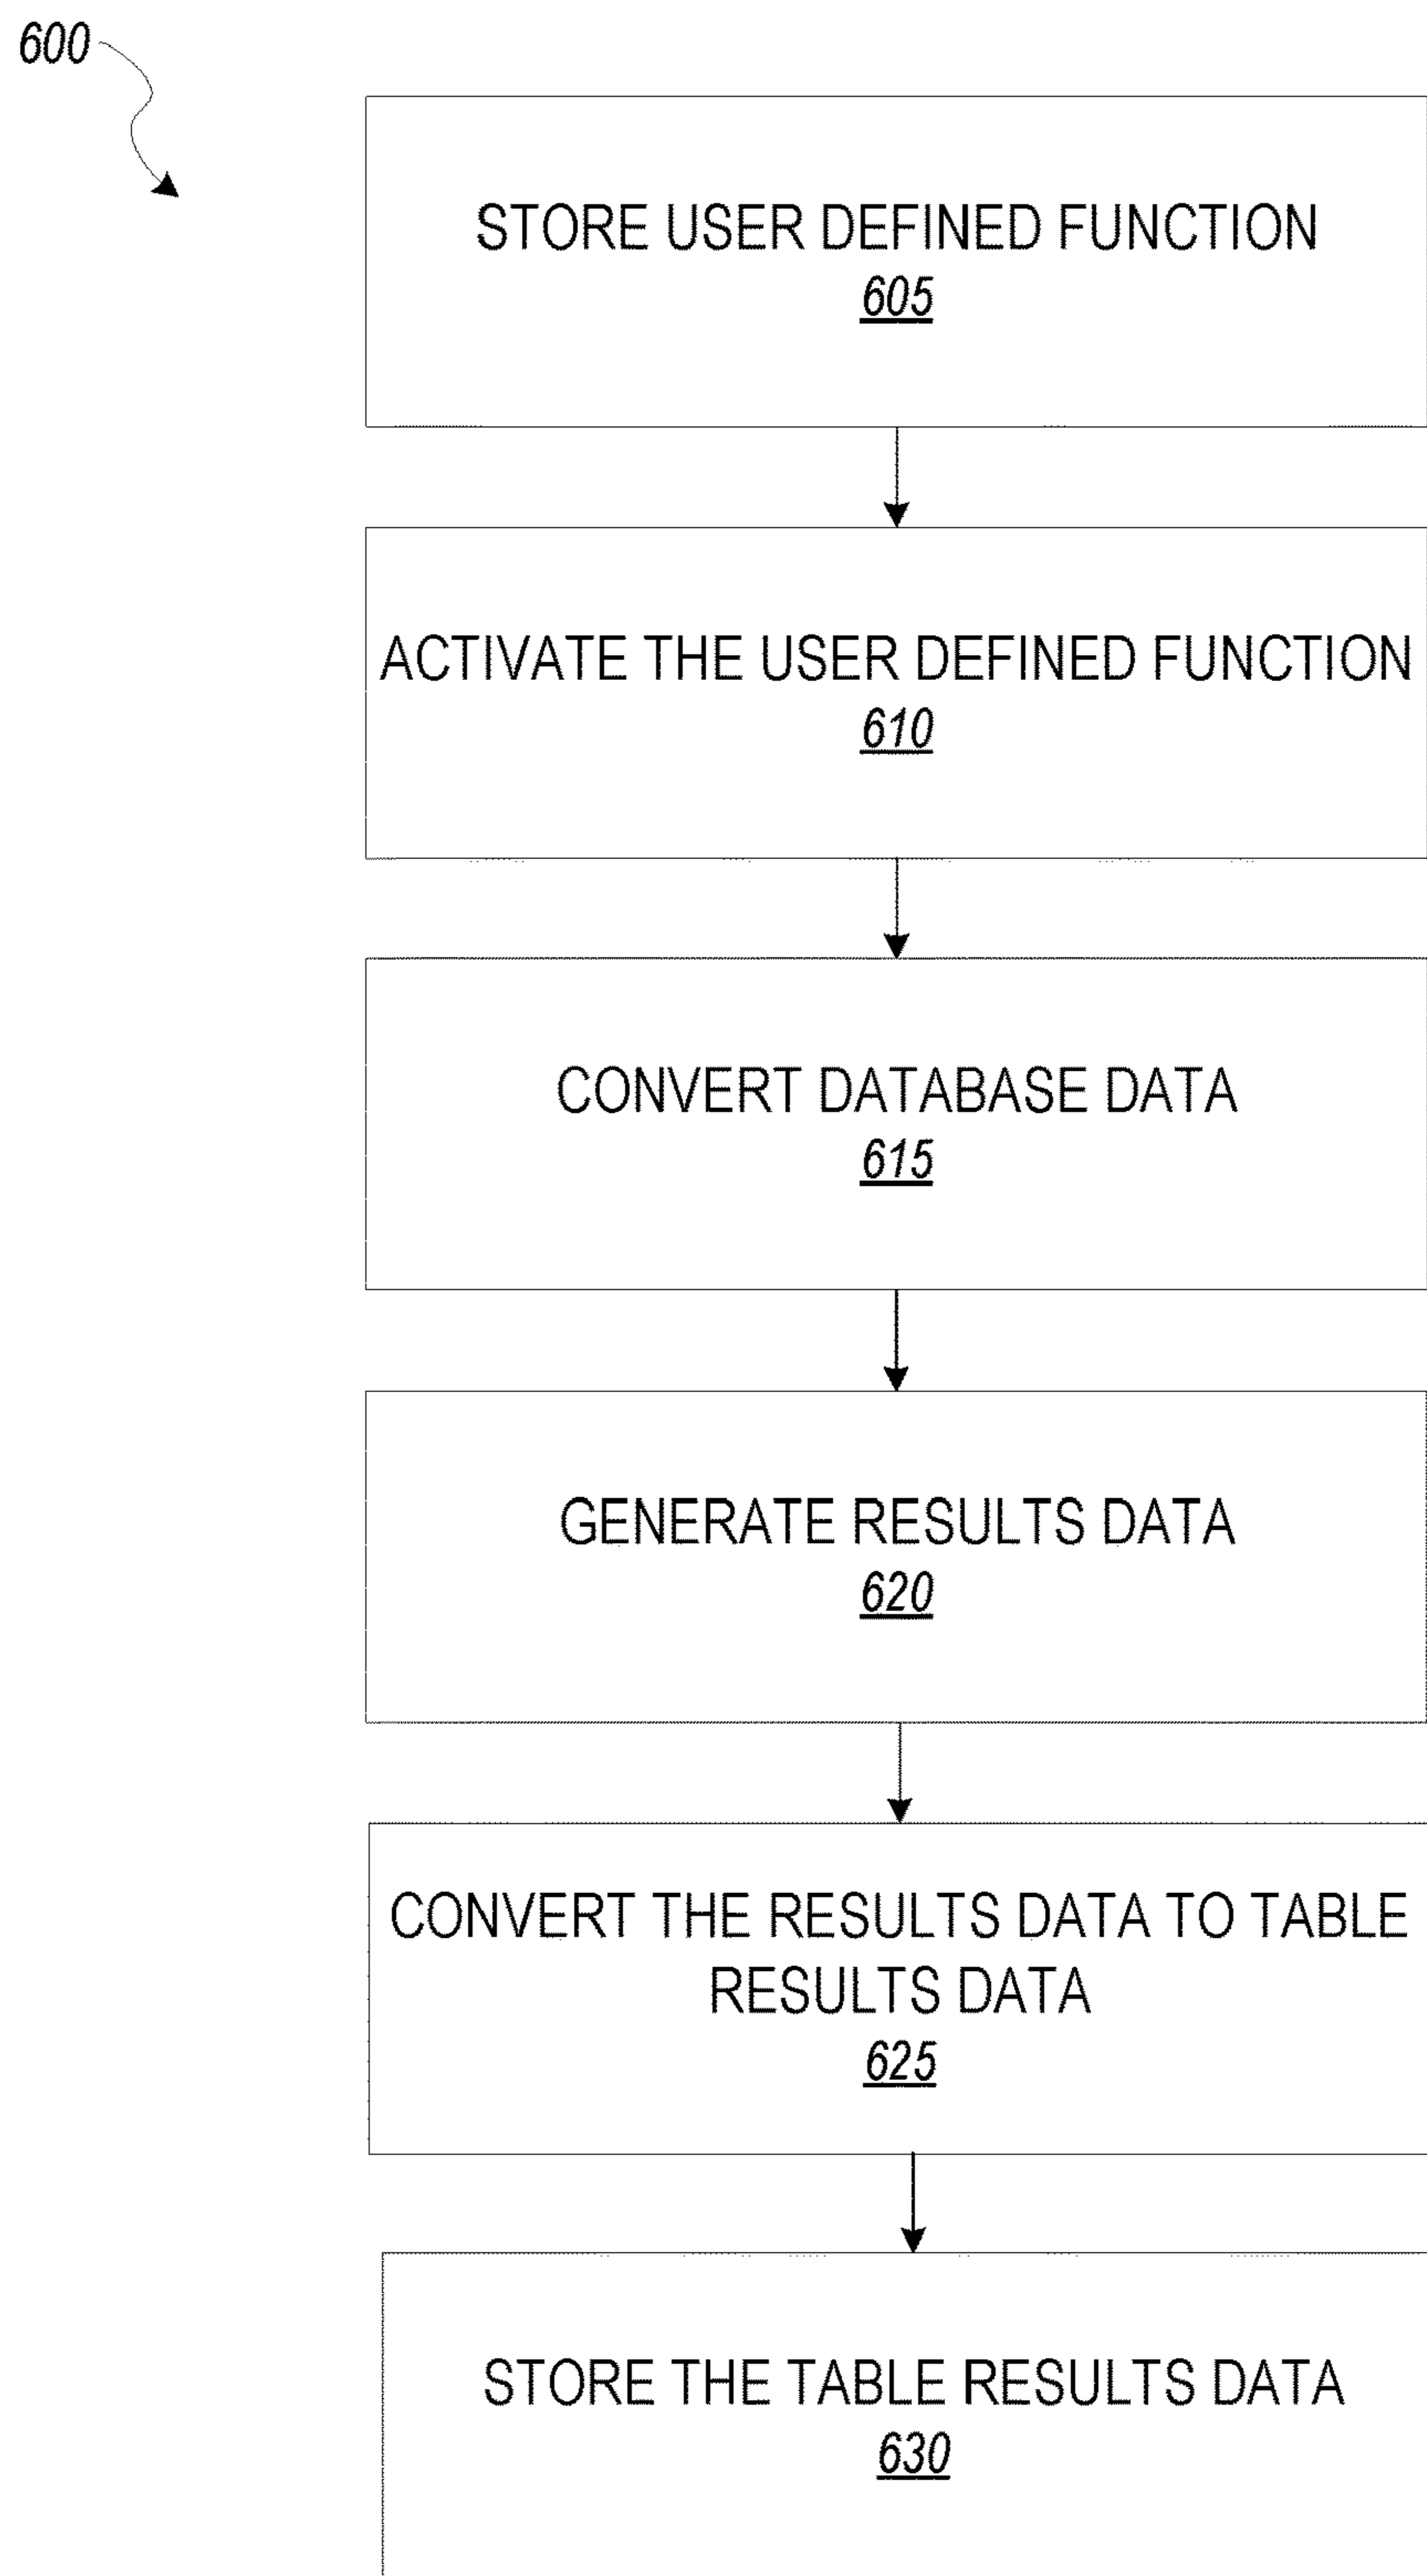 600
STORE USER DEFINED FUNCTION
605
ACTIVATE THE USER DEFINED FUNCTION
610
CONVERT DATABASE DATA
615
GENERATE RESULTS DATA
620
CONVERT THE RESULTS DATA TO TABLE
RESULTS DATA
625
STORE THE TABLE RESULTS DATA
630